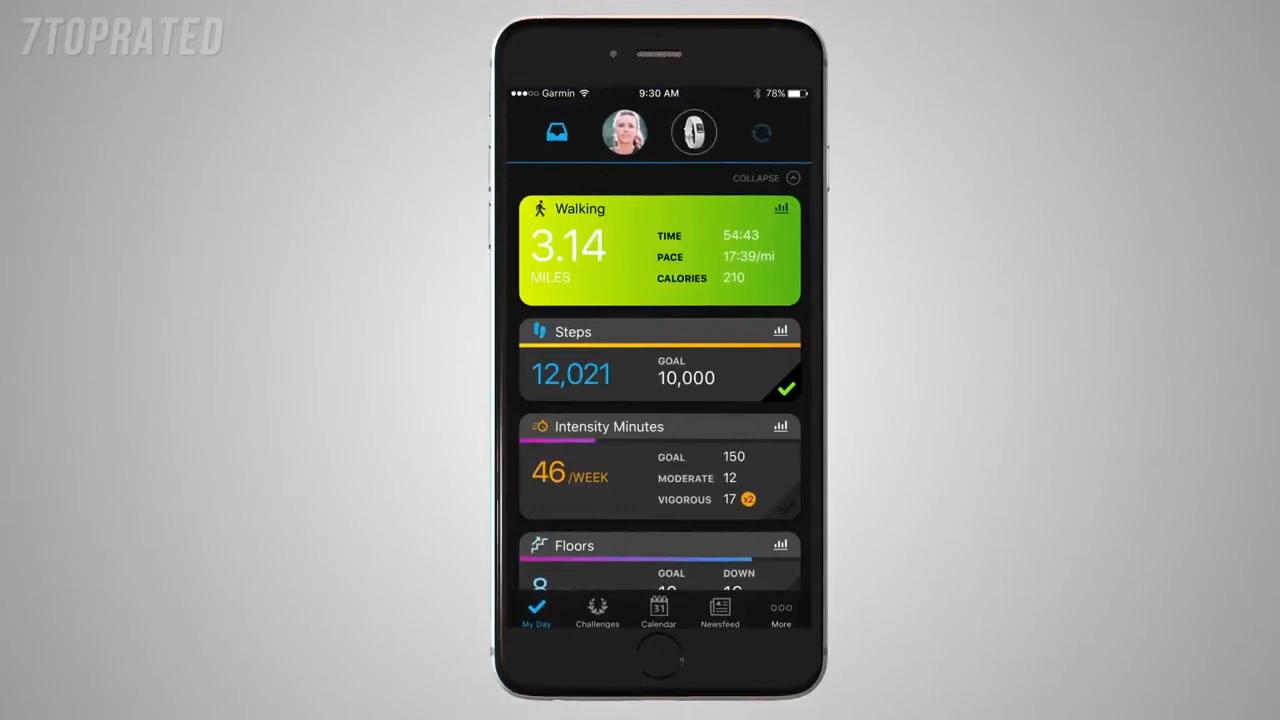 7TOPRATED
Garmin 9:30 AM 78%
COLLAPSE
Walking
3.14
MILES
TIME 54:43
PACE 17:39/mi
CALORIES 210
Steps
12,021
GOAL
10,000
Intensity Minutes
46 /WEEK
GOAL 150
MODERATE 12
VIGOROUS 17 x2
Floors
8
GOAL DOWN
31
My Day Challenges Calendar Newsfeed More